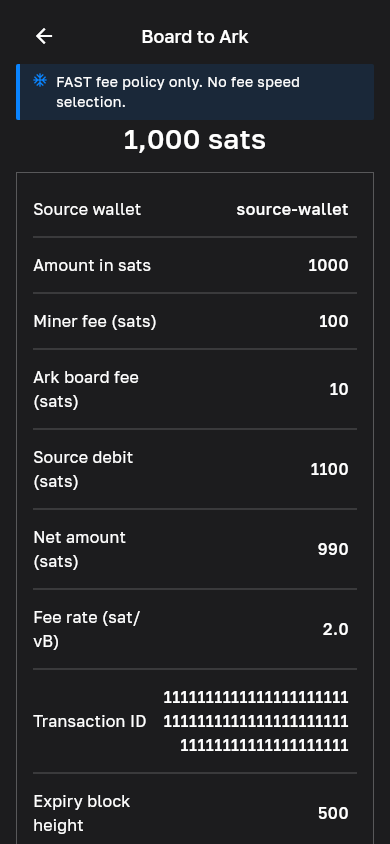 Board to Ark
FAST fee policy only. No fee speed
selection.
1,000 sats
Source wallet
source-wallet
Amount in sats
1000
Miner fee (sats)
100
Ark board fee
(sats)
10
Source debit
(sats)
1100
Net amount
(sats)
990
Fee rate (sat/
vB)
2.0
Transaction ID
1111111111111111111111
1111111111111111111111
11111111111111111111
Expiry block
height
500